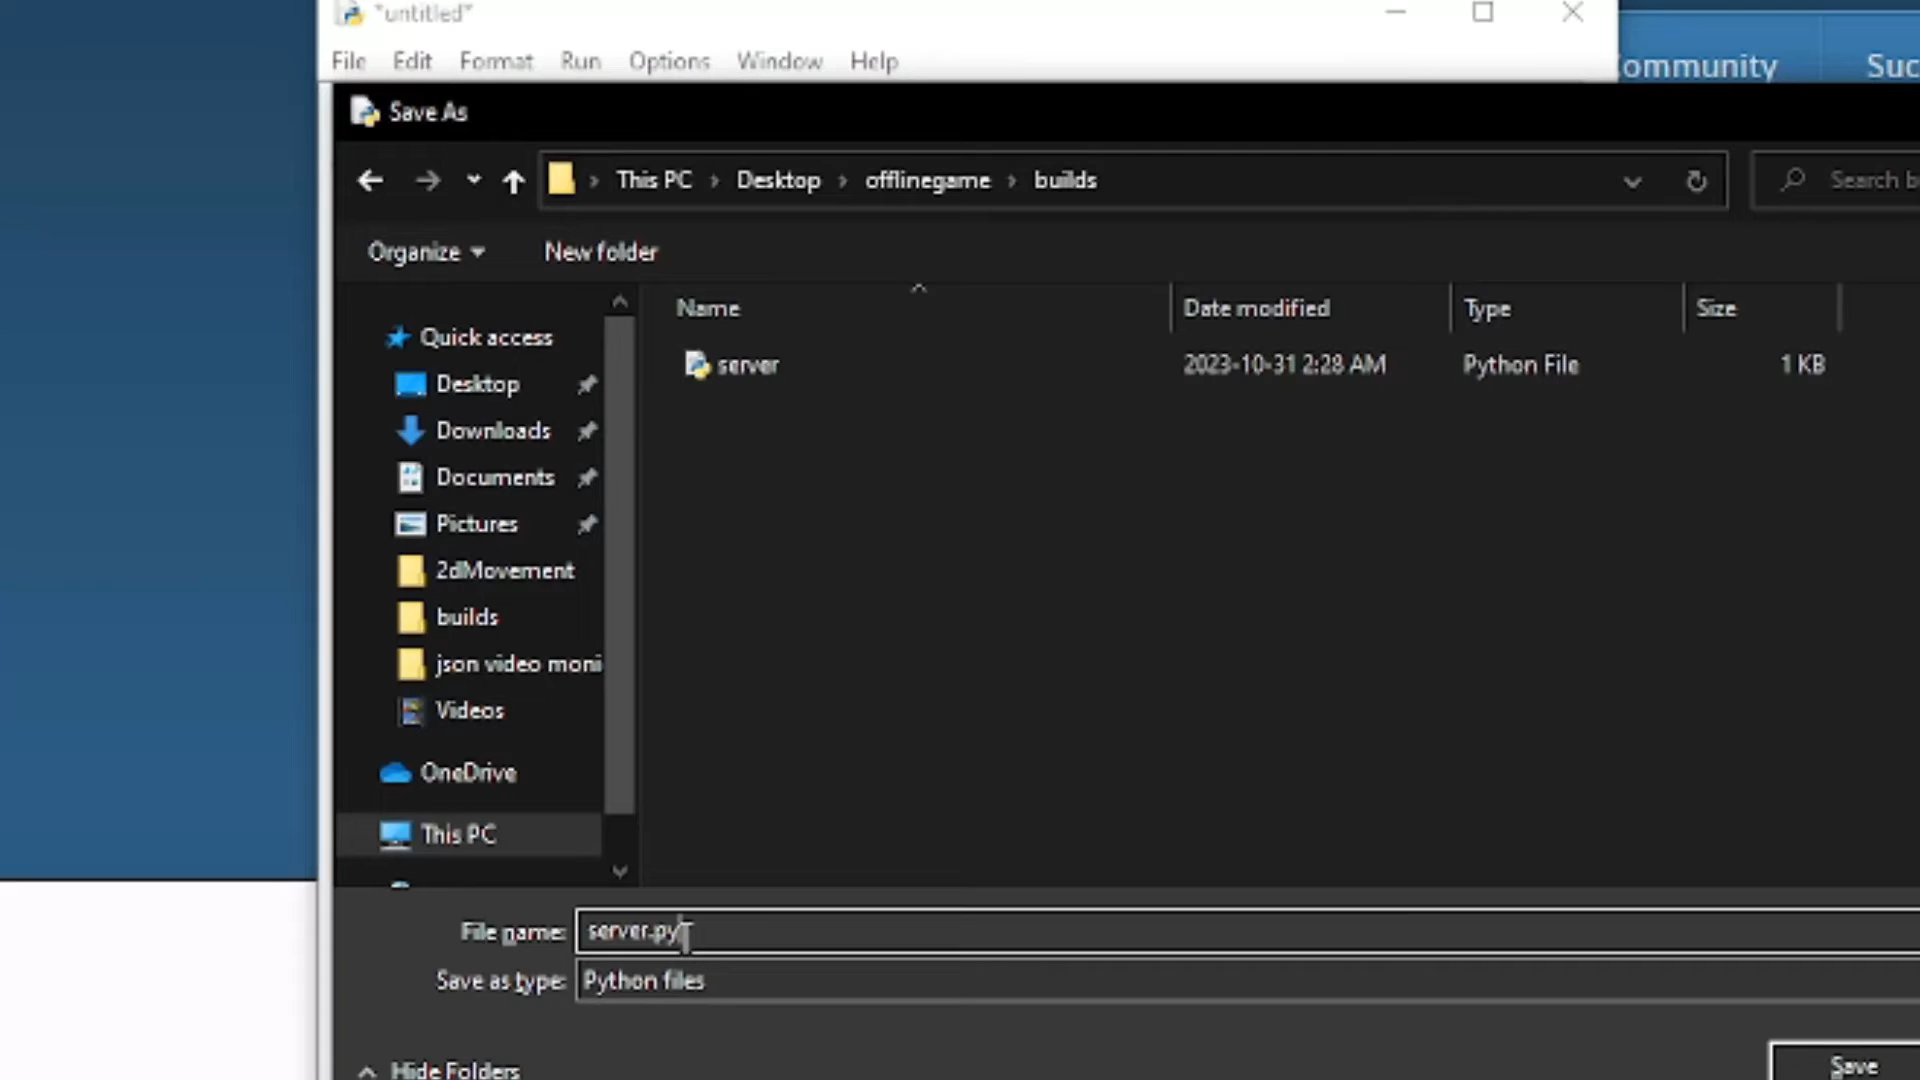 *untitled*
File Edit Format Run Options Window Help
Community
Save As
This PC Desktop offlinegame builds
Search
Organize New folder
Name Date modified Type Size
server 2023-10-31 2:28 AM Python File 1 KB
Quick access
Desktop
Downloads
Documents
Pictures
2dMovement
builds
json video moni
Videos
OneDrive
This PC
File name: server.py
Save as type: Python files
Hide Folders
Save